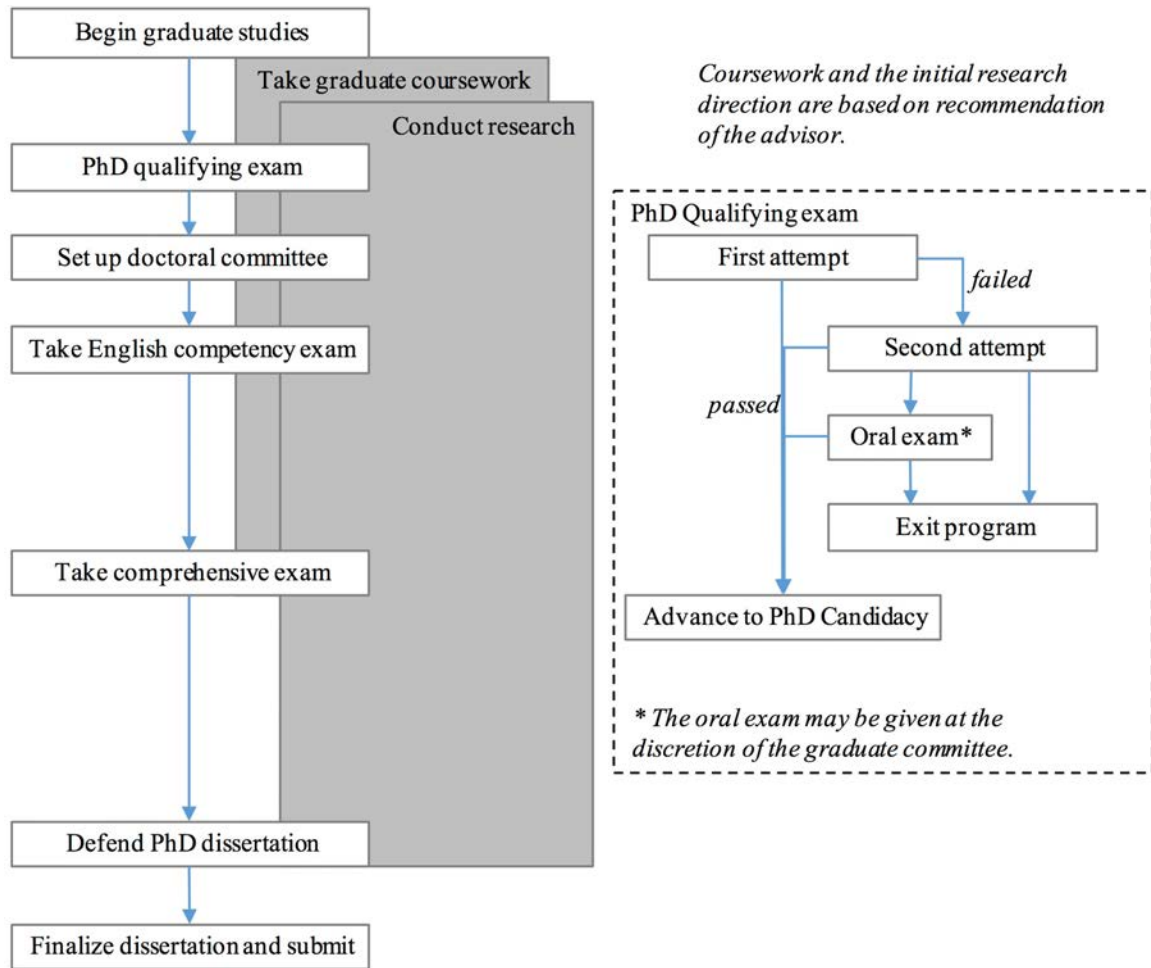 Begin graduate studies
Take graduate coursework
Conduct research
PhD qualifying exam
Set up doctoral committee
Take English competency exam
Take comprehensive exam
Defend PhD dissertation
Finalize dissertation and submit
Coursework and the initial research
direction are based on recommendation
of the advisor.
PhD Qualifying exam
First attempt
failed
Second attempt
passed
Oral exam*
Exit program
Advance to PhD Candidacy
* The oral exam may be given at the
discretion of the graduate committee.